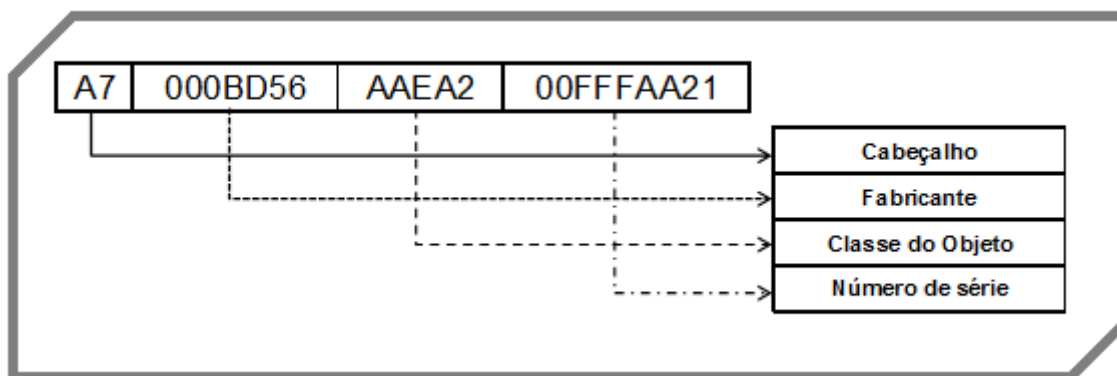 A7 000BD56 AAEA2 00FFFAA21
Cabeçalho
Fabricante
Classe do Objeto
Número de série